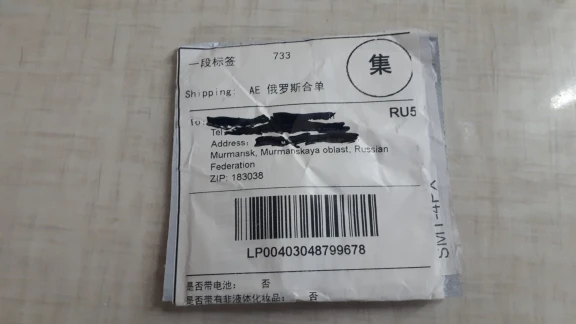 一段标签 733
集
Shipping: AE 俄罗斯合单
To:
RU5
Tel:
Address:
Murmansk, Murmanskaya oblast, Russian
Federation
ZIP: 183038
LP00403048799678
SMT-4PX
是否带电池: 否
是否带有非液体化妆品: 否